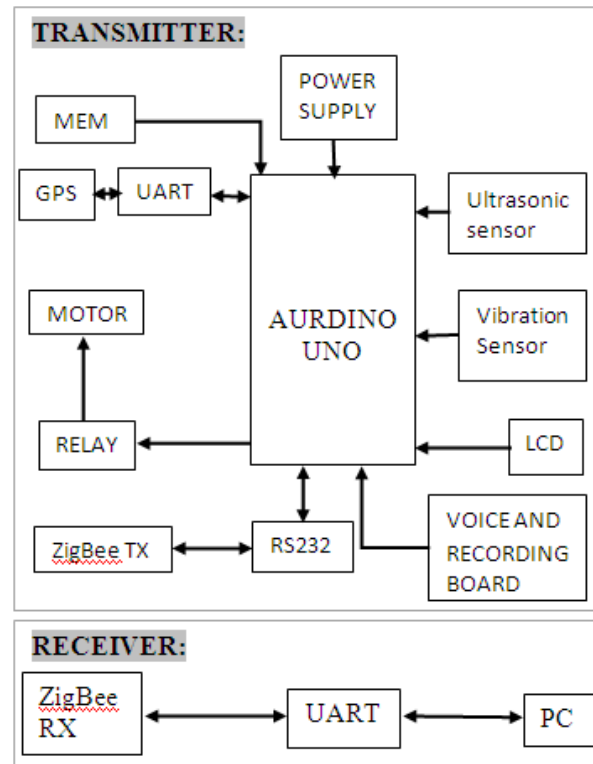 TRANSMITTER:
POWER
SUPPLY
MEM
GPS
UART
Ultrasonic
sensor
MOTOR
AURDINO
UNO
Vibration
Sensor
RELAY
LCD
ZigBee TX
RS232
VOICE AND
RECORDING
BOARD
RECEIVER:
ZigBee
RX
UART
PC